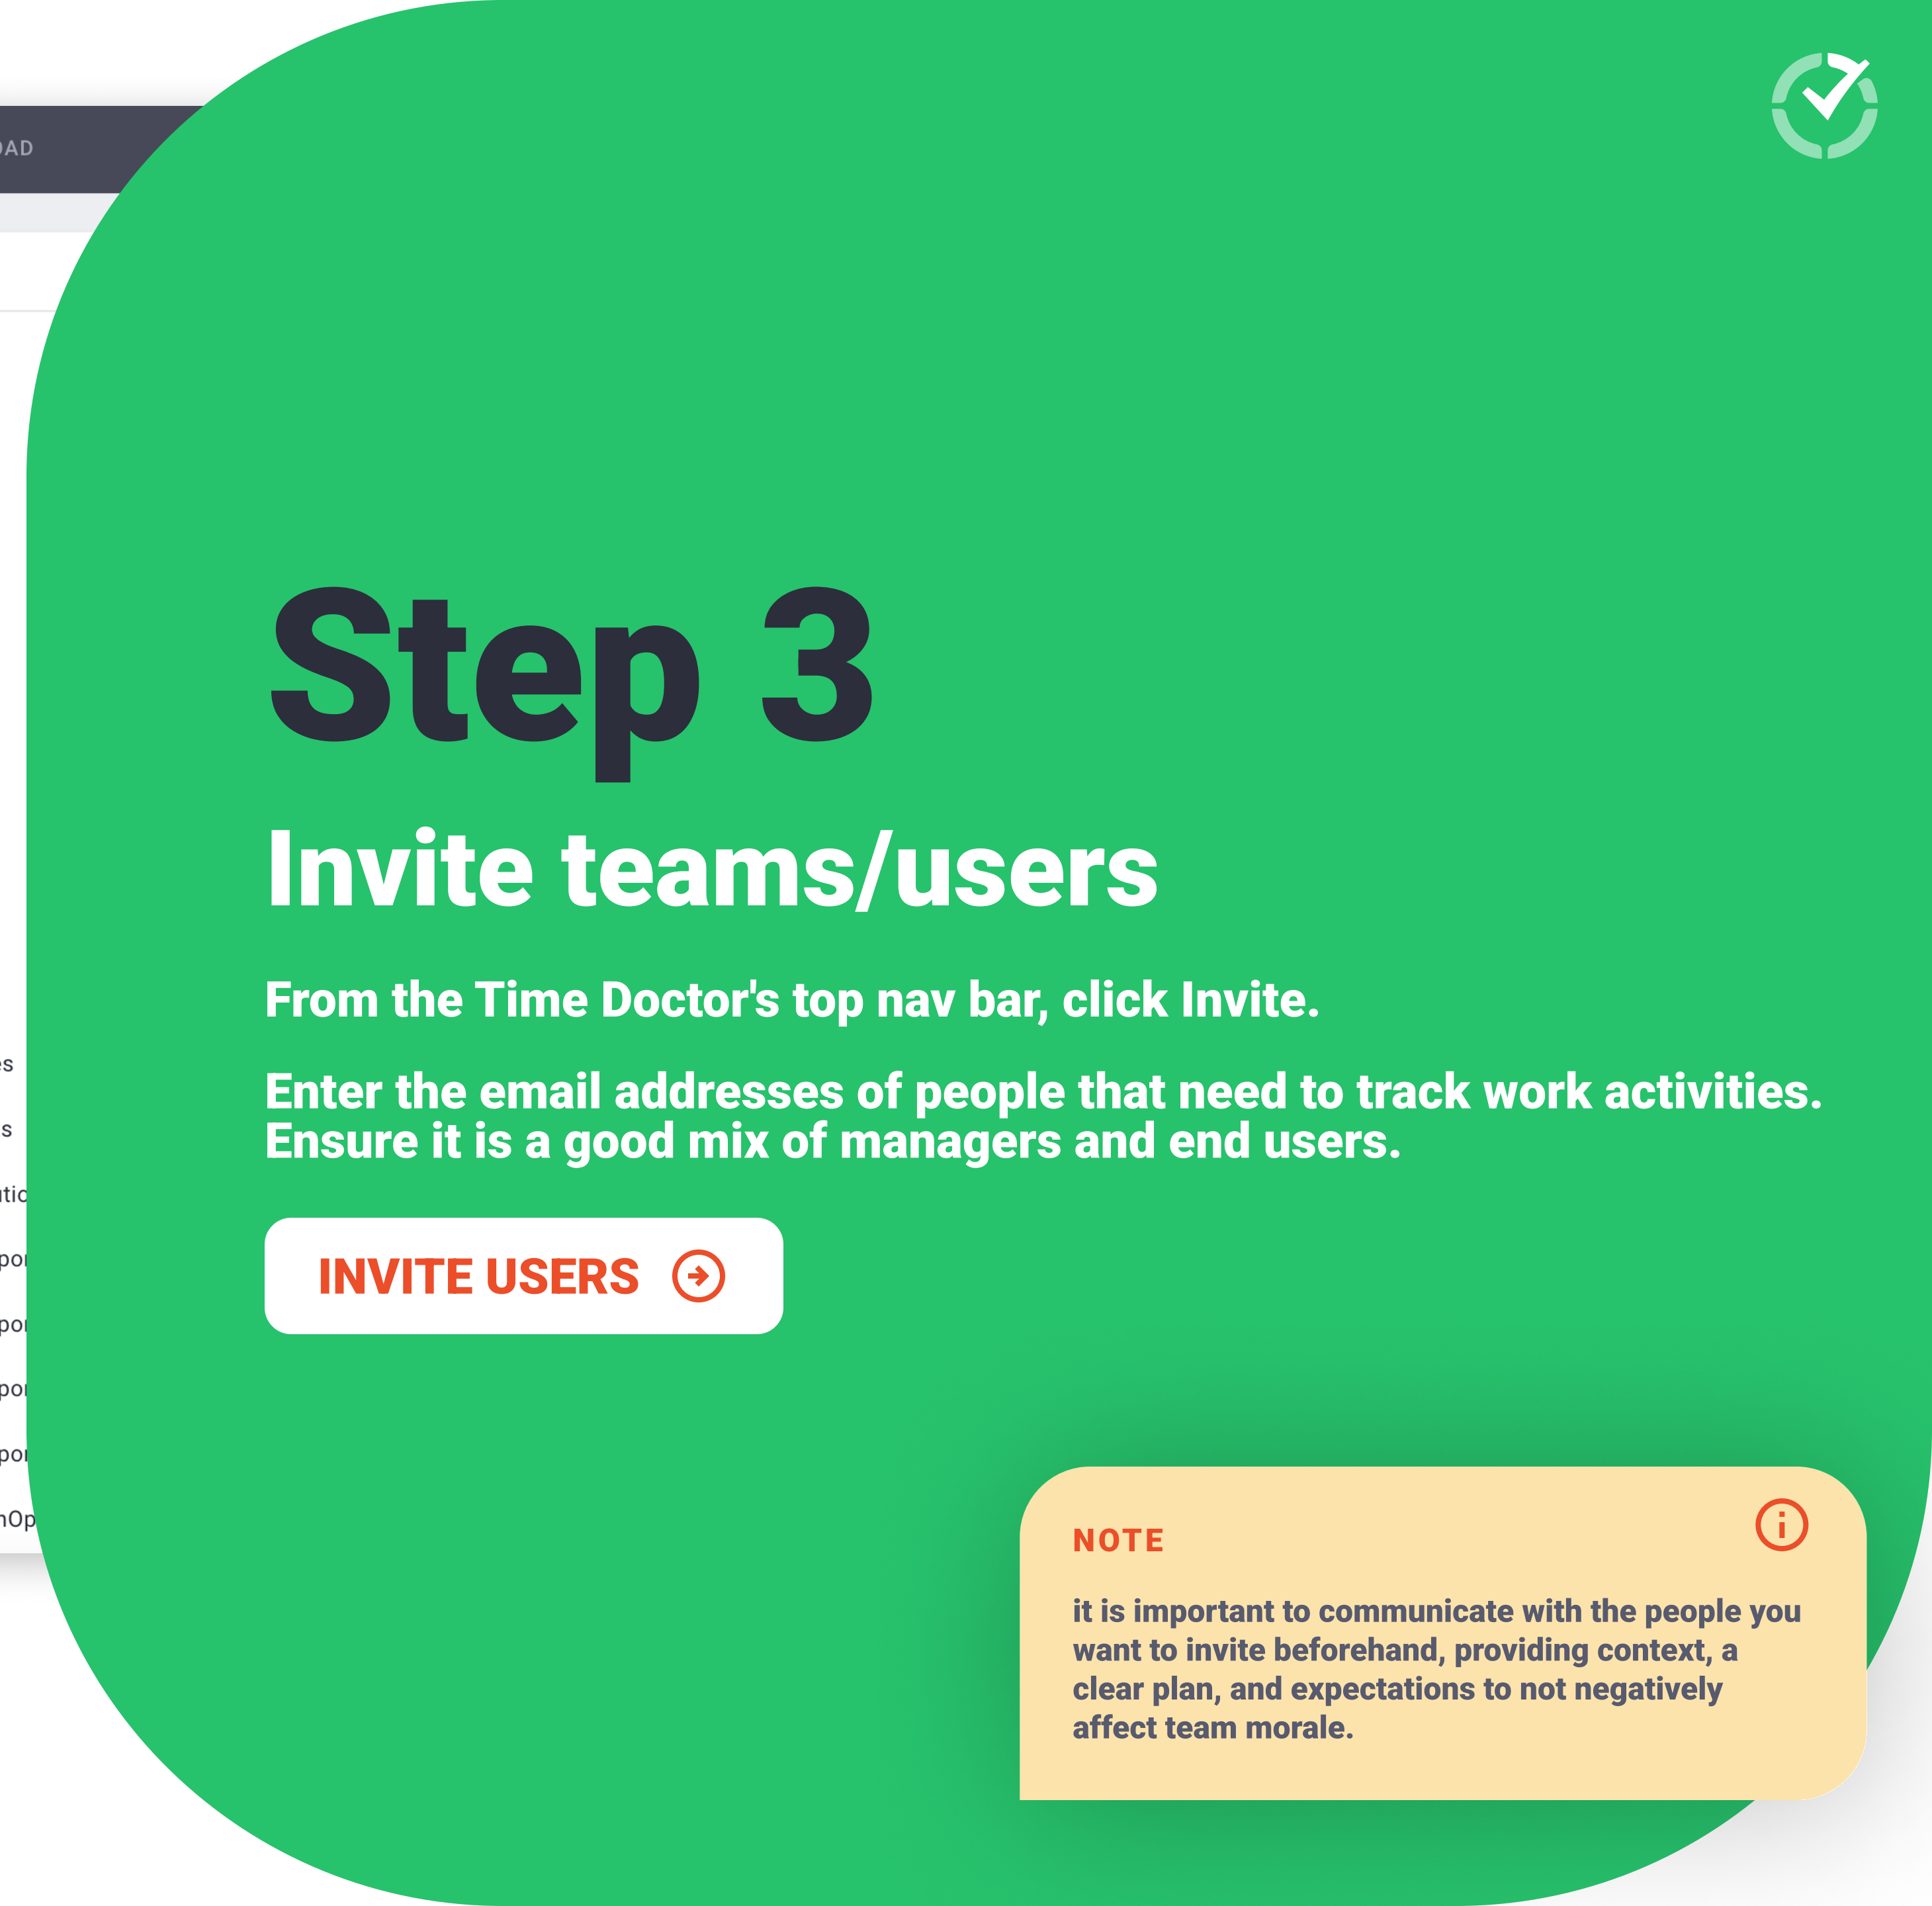 Step 3
Invite teams/users
From the Time Doctor's top nav bar, click Invite.
Enter the email addresses of people that need to track work activities.
Ensure it is a good mix of managers and end users.
INVITE USERS
NOTE
it is important to communicate with the people you
want to invite beforehand, providing context, a
clear plan, and expectations to not negatively
affect team morale.